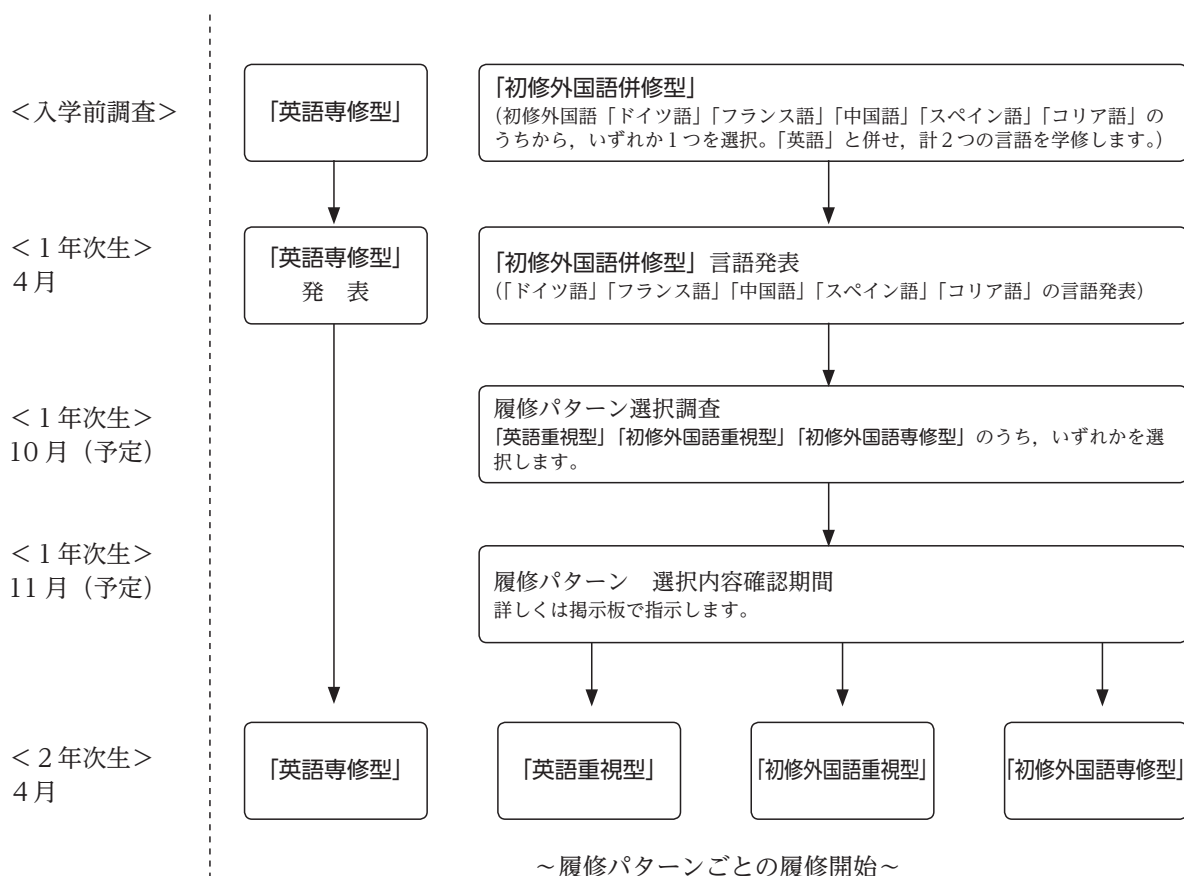 ＜入学前調査＞
「英語専修型」
「初修外国語併修型」
(初修外国語「ドイツ語」「フランス語」「中国語」「スペイン語」「コリア語」の
うちから，いずれか１つを選択。「英語」と併せ，計２つの言語を学修します。)
＜１年次生＞
４月
「英語専修型」
発　表
「初修外国語併修型」言語発表
(「ドイツ語」「フランス語」「中国語」「スペイン語」「コリア語」の言語発表)
＜１年次生＞
10月（予定）
履修パターン選択調査
「英語重視型」「初修外国語重視型」「初修外国語専修型」のうち，いずれかを選
択します。
＜１年次生＞
11月（予定）
履修パターン　選択内容確認期間
詳しくは掲示板で指示します。
＜２年次生＞
４月
「英語専修型」
「英語重視型」
「初修外国語重視型」
「初修外国語専修型」
～履修パターンごとの履修開始～